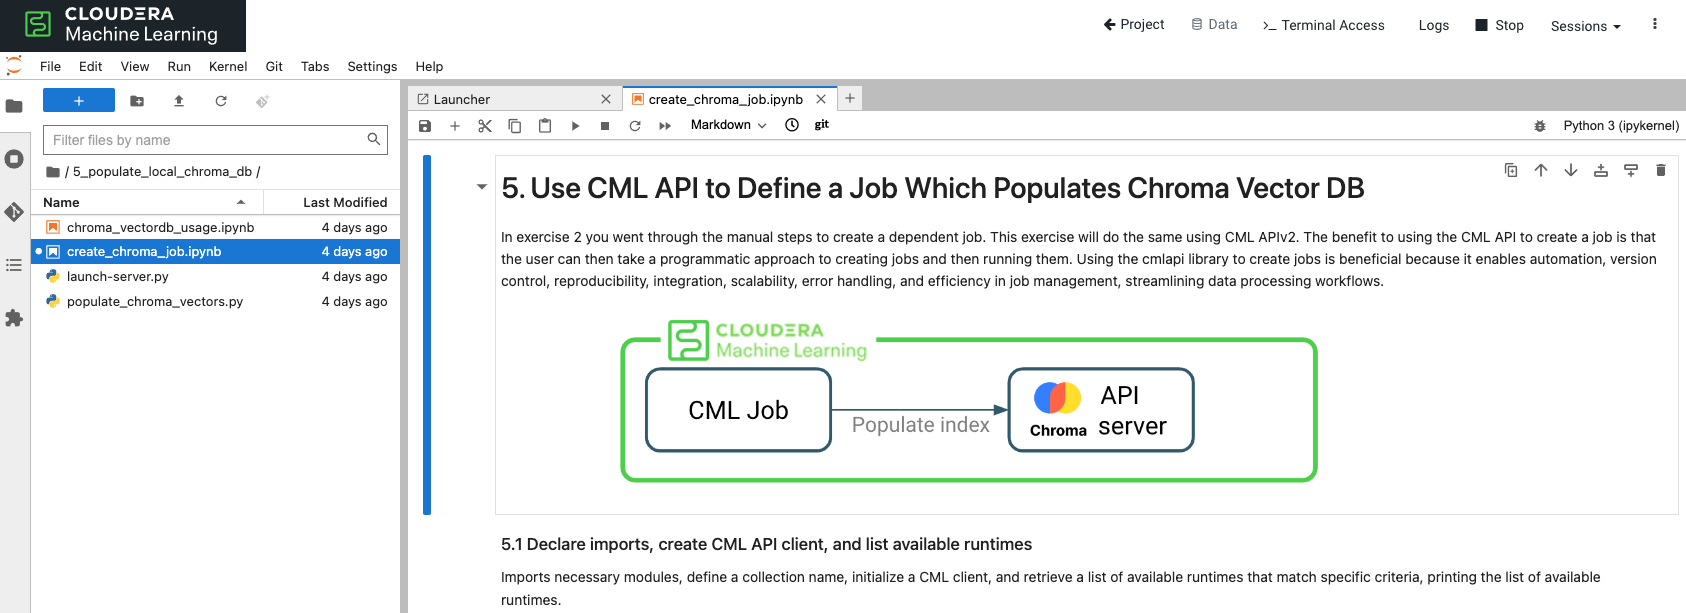 CLOUDERA
Machine Learning
Project
Data
Terminal Access
Logs
Stop
Sessions
File Edit View Run Kernel Git Tabs Settings Help
Filter files by name
/ 5_populate_local_chroma_db /
Name Last Modified
chroma_vectordb_usage.ipynb 4 days ago
create_chroma_job.ipynb 4 days ago
launch-server.py 4 days ago
populate_chroma_vectors.py 4 days ago
Launcher
create_chroma_job.ipynb
Markdown
git
Python 3 (ipykernel)
5. Use CML API to Define a Job Which Populates Chroma Vector DB
In exercise 2 you went through the manual steps to create a dependent job. This exercise will do the same using CML APIv2. The benefit to using the CML API to create a job is that
the user can then take a programmatic approach to creating jobs and then running them. Using the cmlapi library to create jobs is beneficial because it enables automation, version
control, reproducibility, integration, scalability, error handling, and efficiency in job management, streamlining data processing workflows.
CLOUDERA
Machine Learning
CML Job
Populate index
Chroma
API
server
5.1 Declare imports, create CML API client, and list available runtimes
Imports necessary modules, define a collection name, initialize a CML client, and retrieve a list of available runtimes that match specific criteria, printing the list of available
runtimes.